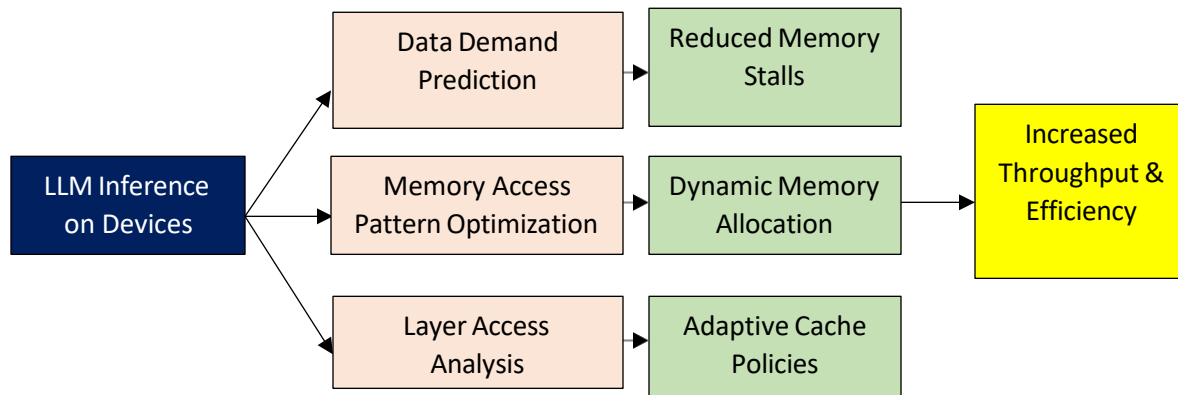 Data Demand
Prediction
Reduced Memory
Stalls
Increased
Throughput &
Efficiency
LLM Inference
on Devices
Memory Access
Pattern Optimization
Dynamic Memory
Allocation
Layer Access
Analysis
Adaptive Cache
Policies